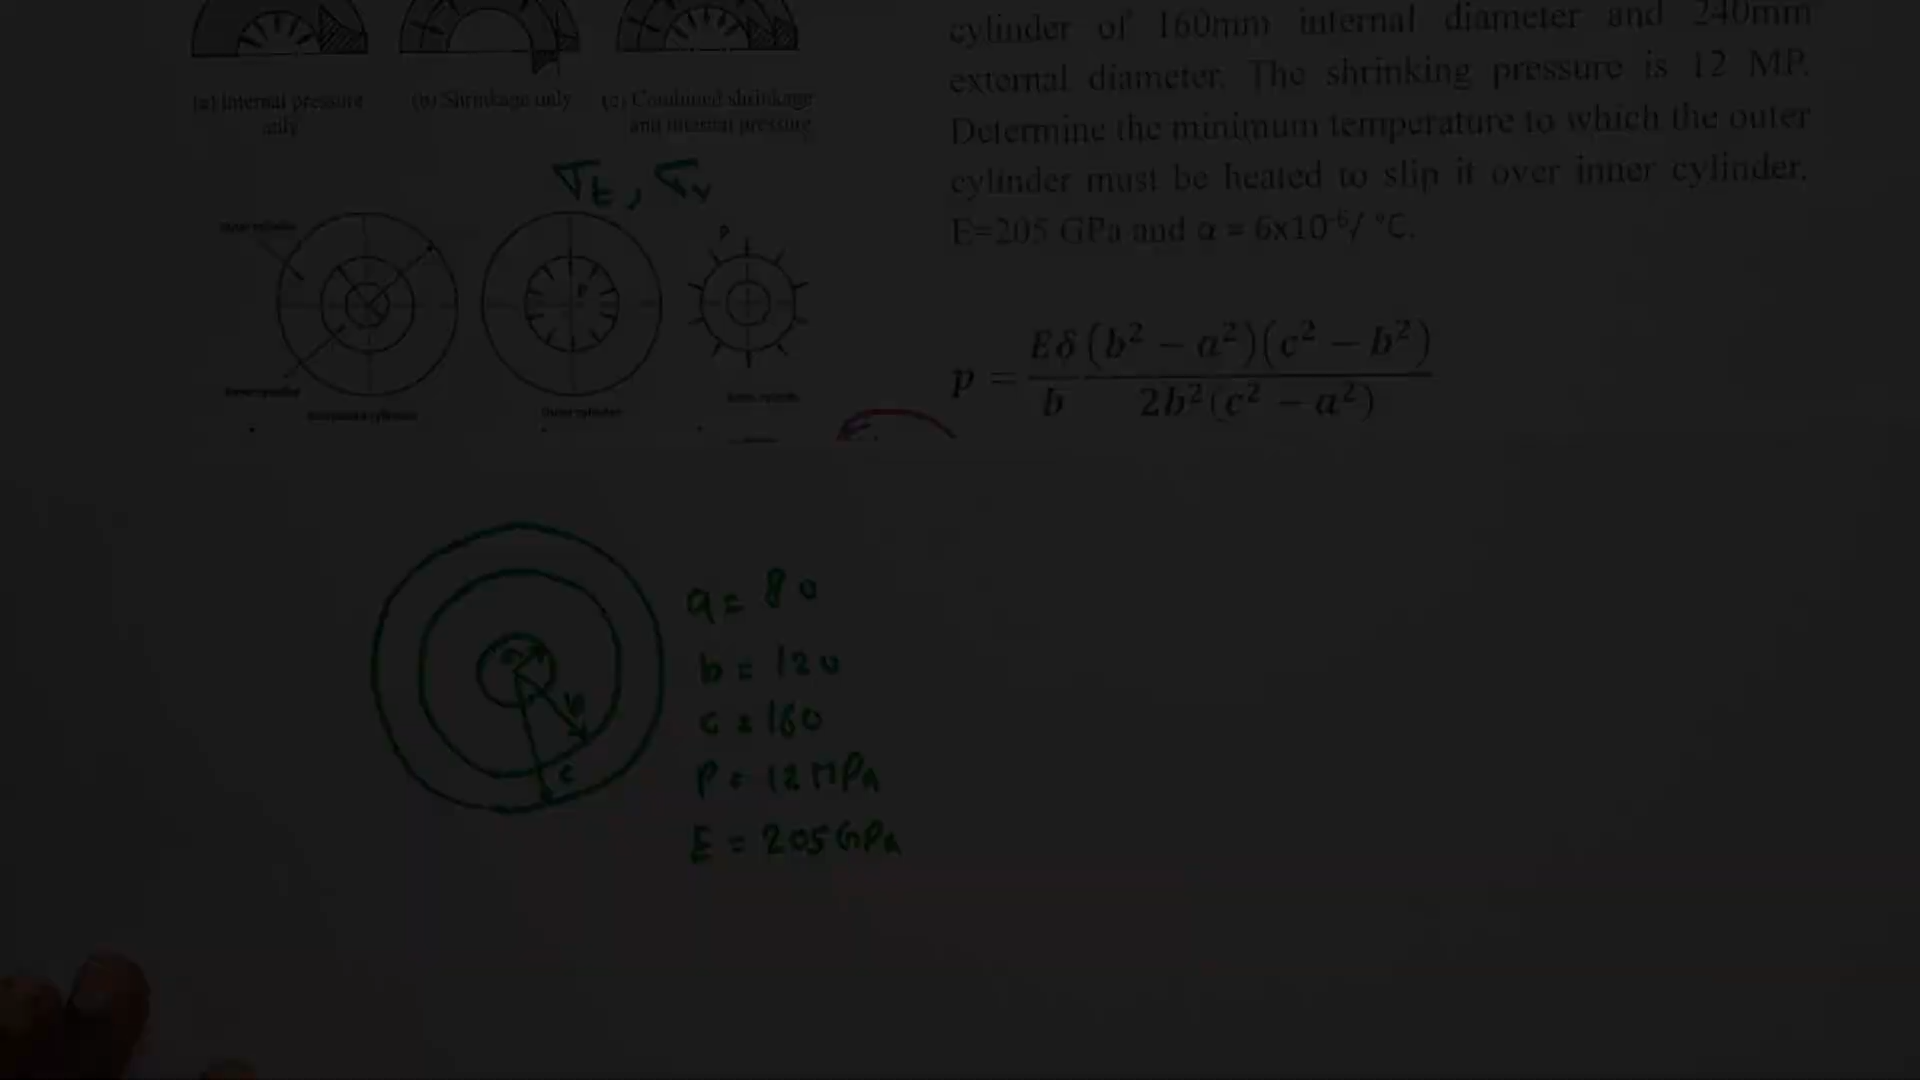 (a) Internal pressure only
(b) Shrinkage only
(c) Combined shrinkage and internal pressure
σt, σr
P
P
Outer cylinder
a
b
c
a = 80
b = 120
P = 12 MPa
E = 205 GPa
cylinder of 160mm internal diameter and 240mm
external diameter. The shrinking pressure is 12 MP.
Determine the minimum temperature to which the outer
cylinder must be heated to slip it over inner cylinder.
E=205 GPa and α = 6x10-6/ °C.
p = Eδ (b² − a²)(c² − b²) / b 2b²(c² − a²)